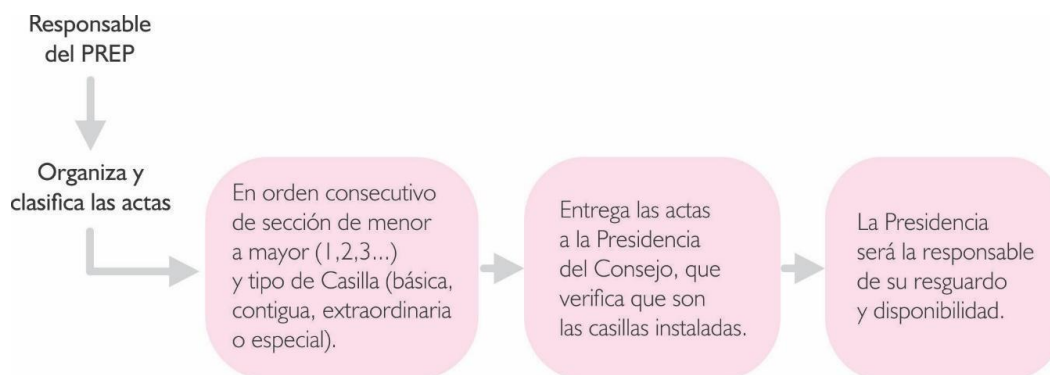 Responsable
del PREP
Organiza y
clasifica las actas
En orden consecutivo
de sección de menor
a mayor (1,2,3...)
y tipo de Casilla (básica,
contigua, extraordinaria
o especial).
Entrega las actas
a la Presidencia
del Consejo, que
verifica que son
las casillas instaladas.
La Presidencia
será la responsable
de su resguardo
y disponibilidad.